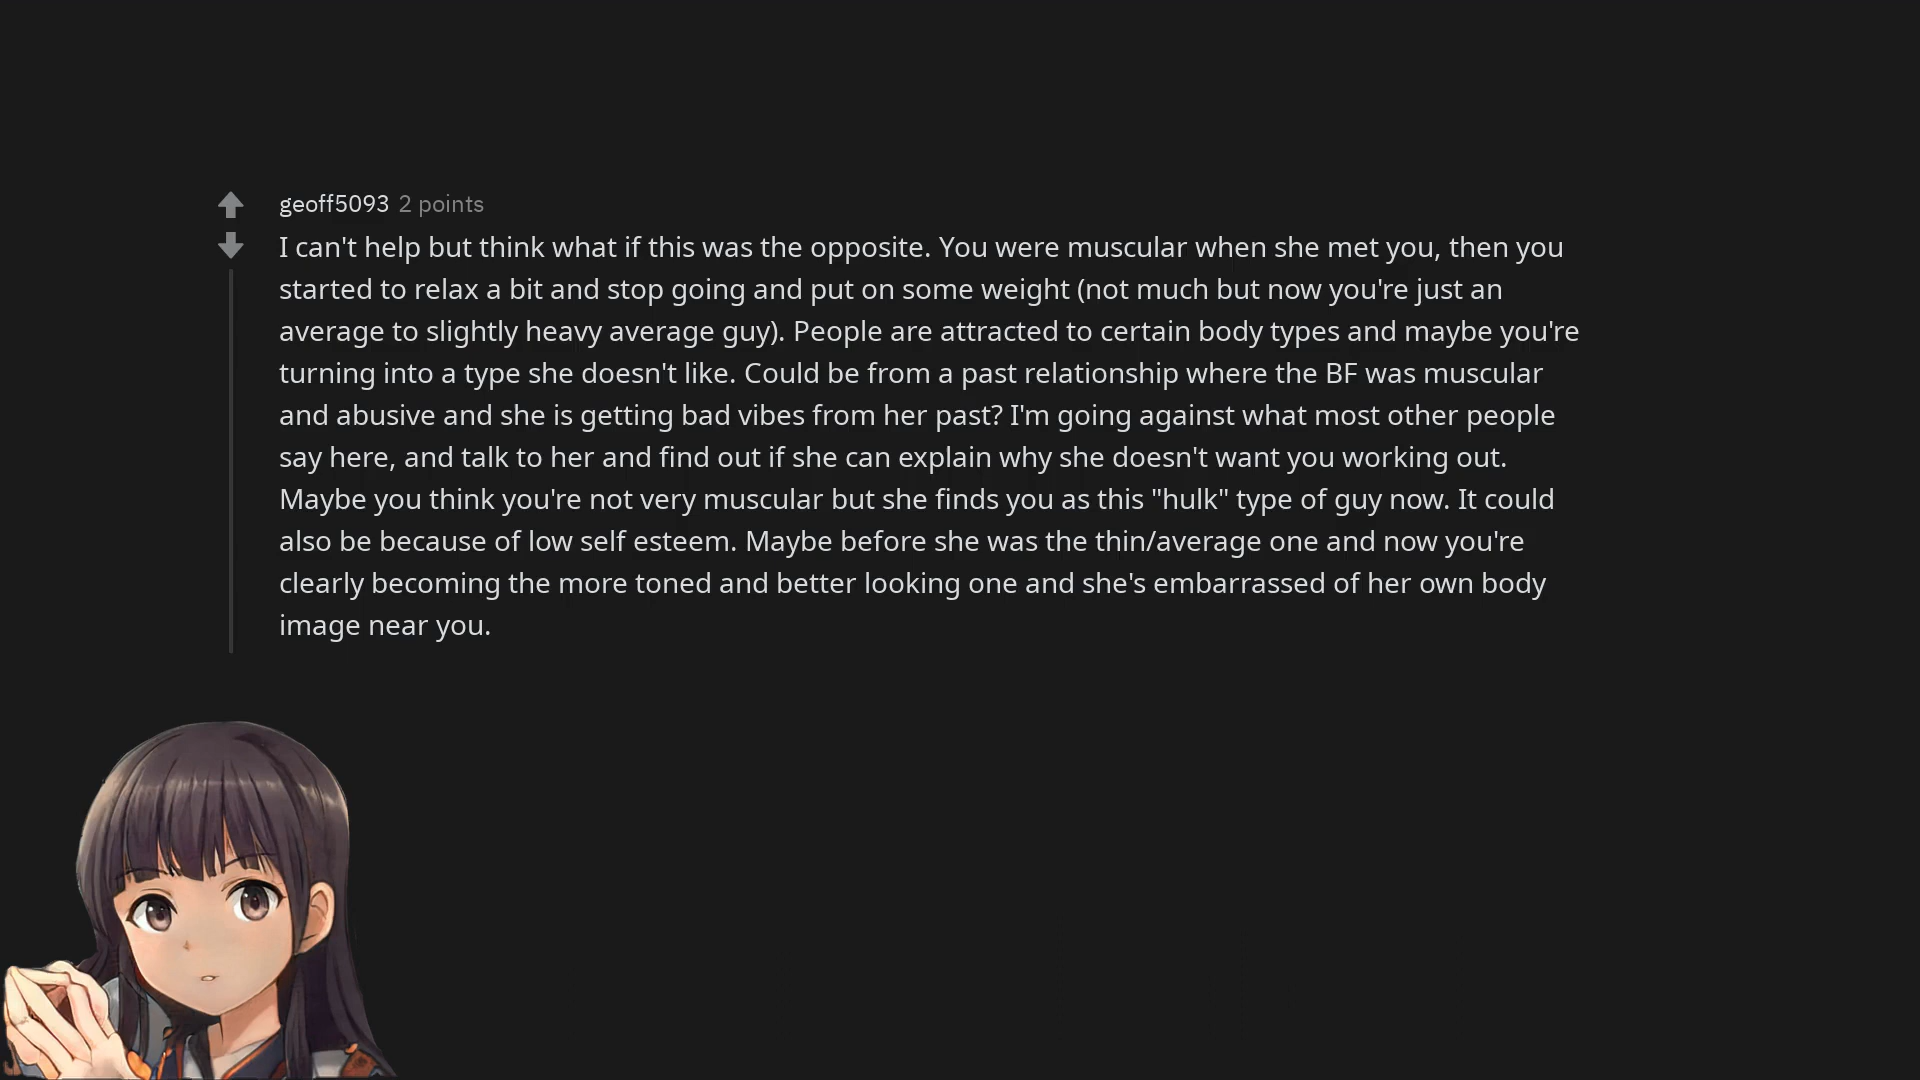 geoff5093 2 points
I can't help but think what if this was the opposite. You were muscular when she met you, then you
started to relax a bit and stop going and put on some weight (not much but now you're just an
average to slightly heavy average guy). People are attracted to certain body types and maybe you're
turning into a type she doesn't like. Could be from a past relationship where the BF was muscular
and abusive and she is getting bad vibes from her past? I'm going against what most other people
say here, and talk to her and find out if she can explain why she doesn't want you working out.
Maybe you think you're not very muscular but she finds you as this "hulk" type of guy now. It could
also be because of low self esteem. Maybe before she was the thin/average one and now you're
clearly becoming the more toned and better looking one and she's embarrassed of her own body
image near you.